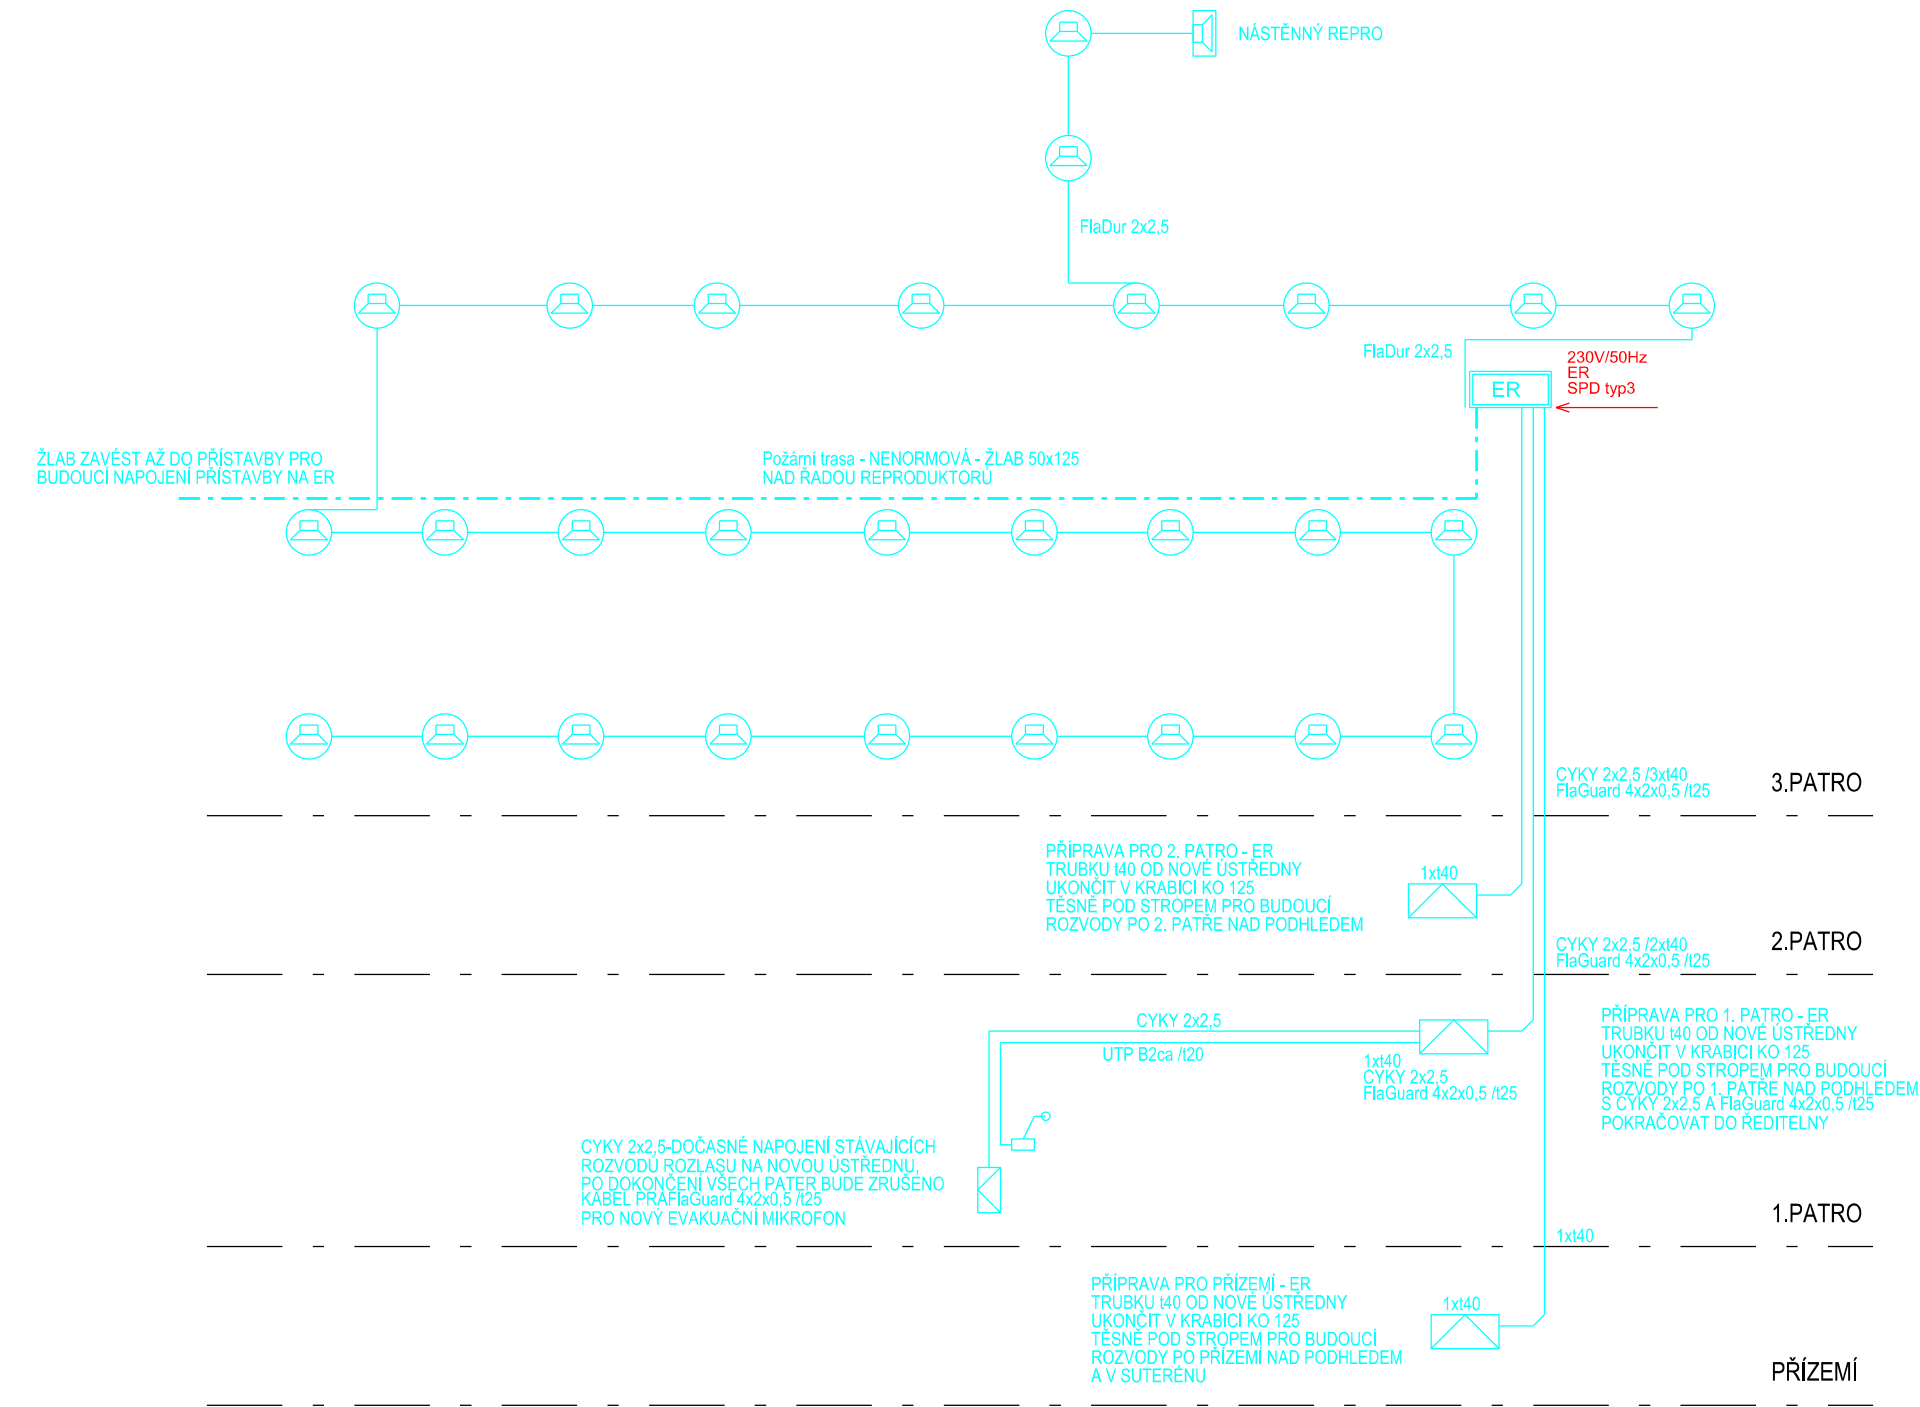 NÁSTĚNNÝ REPRO
FlaDur 2x2,5
FlaDur 2x2,5
230V/50Hz
ER
SPD typ3
ER
ŽLAB ZAVÉST AŽ DO PŘÍSTAVBY PRO
BUDOUCÍ NAPOJENÍ PŘÍSTAVBY NA ER
Požární trasa - NENORMOVÁ - ŽLAB 50x125
NAD ŘADOU REPRODUKTORŮ
CYKY 2x2,5 /3xt40
FlaGuard 4x2x0,5 /t25
3.PATRO
PŘÍPRAVA PRO 2. PATRO - ER
TRUBKU t40 OD NOVÉ ÚSTŘEDNY
UKONČIT V KRABICI KO 125
TĚSNĚ POD STROPEM PRO BUDOUCÍ
ROZVODY PO 2. PATŘE NAD PODHLEDEM
1xt40
CYKY 2x2,5 /2xt40
FlaGuard 4x2x0,5 /t25
2.PATRO
CYKY 2x2,5
UTP B2ca /t20
1xt40
CYKY 2x2,5
FlaGuard 4x2x0,5 /t25
PŘÍPRAVA PRO 1. PATRO - ER
TRUBKU t40 OD NOVÉ ÚSTŘEDNY
UKONČIT V KRABICI KO 125
TĚSNĚ POD STROPEM PRO BUDOUCÍ
ROZVODY PO 1. PATŘE NAD PODHLEDEM
S CYKY 2x2,5 A FlaGuard 4x2x0,5 /t25
POKRAČOVAT DO ŘEDITELNY
CYKY 2x2,5-DOČASNÉ NAPOJENÍ STÁVAJÍCÍCH
ROZVODŮ ROZLASU NA NOVOU ÚSTŘEDNU,
PO DOKONČENÍ VŠECH PATER BUDE ZRUŠENO
KABEL PRAFlaGuard 4x2x0,5 /t25
PRO NOVÝ EVAKUAČNÍ MIKROFON
1.PATRO
1xt40
PŘÍPRAVA PRO PŘÍZEMÍ - ER
TRUBKU t40 OD NOVÉ ÚSTŘEDNY
UKONČIT V KRABICI KO 125
TĚSNĚ POD STROPEM PRO BUDOUCÍ
ROZVODY PO PŘÍZEMÍ NAD PODHLEDEM
A V SUTERÉNU
1xt40
PŘÍZEMÍ